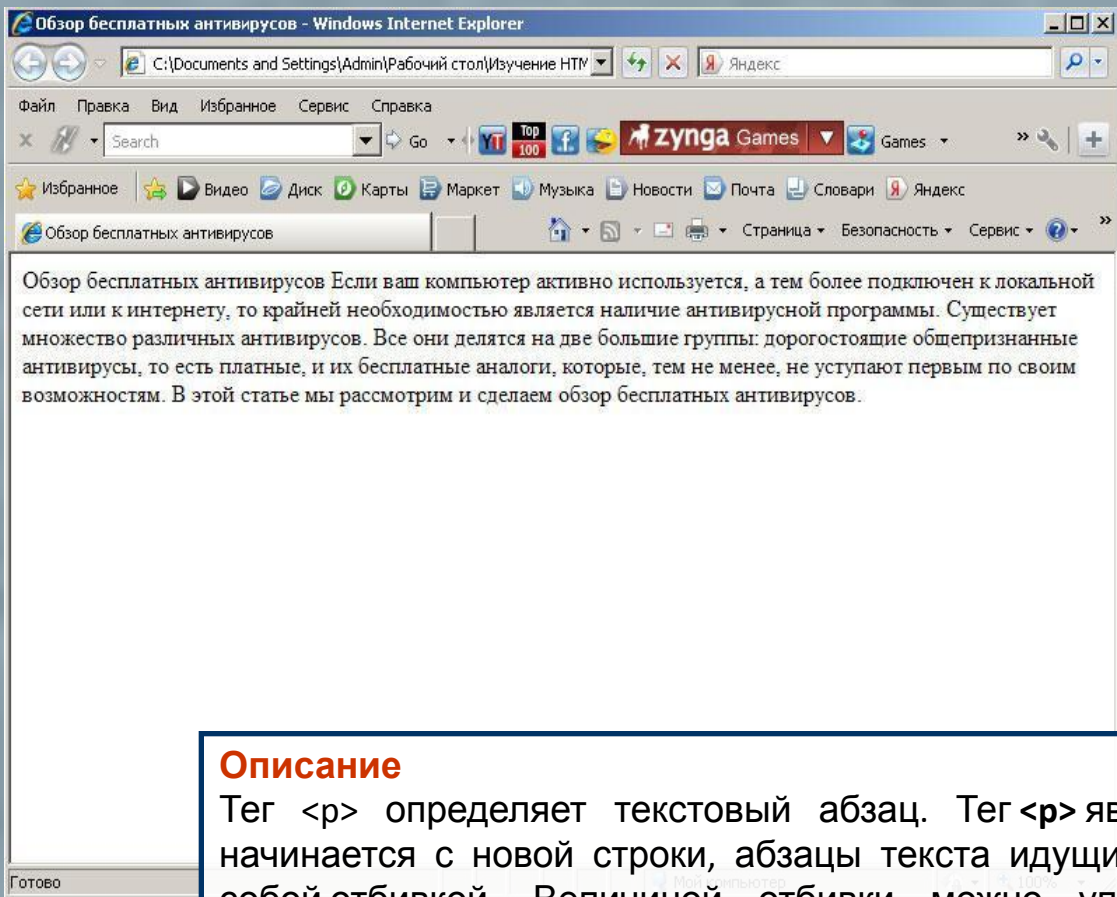 Обзор бесплатных антивирусов - Windows Internet Explorer
C:\Documents and Settings\Admin\Рабочий стол\Изучение HTM
Яндекс
Файл Правка Вид Избранное Сервис Справка
Search Go Top 100 zynga Games Games »
Избранное Видео Диск Карты Маркет Музыка Новости Почта Словари Яндекс
Обзор бесплатных антивирусов Страница Безопасность Сервис »
Обзор бесплатных антивирусов Если ваш компьютер активно используется, а тем более подключен к локальной
сети или к интернету, то крайней необходимостью является наличие антивирусной программы. Существует
множество различных антивирусов. Все они делятся на две большие группы: дорогостоящие общепризнанные
антивирусы, то есть платные, и их бесплатные аналоги, которые, тем не менее, не уступают первым по своим
возможностям. В этой статье мы рассмотрим и сделаем обзор бесплатных антивирусов.
Описание
Тег <p> определяет текстовый абзац. Тег <p> яв
начинается с новой строки, абзацы текста идущи
Готово
Мой компьютер
100%